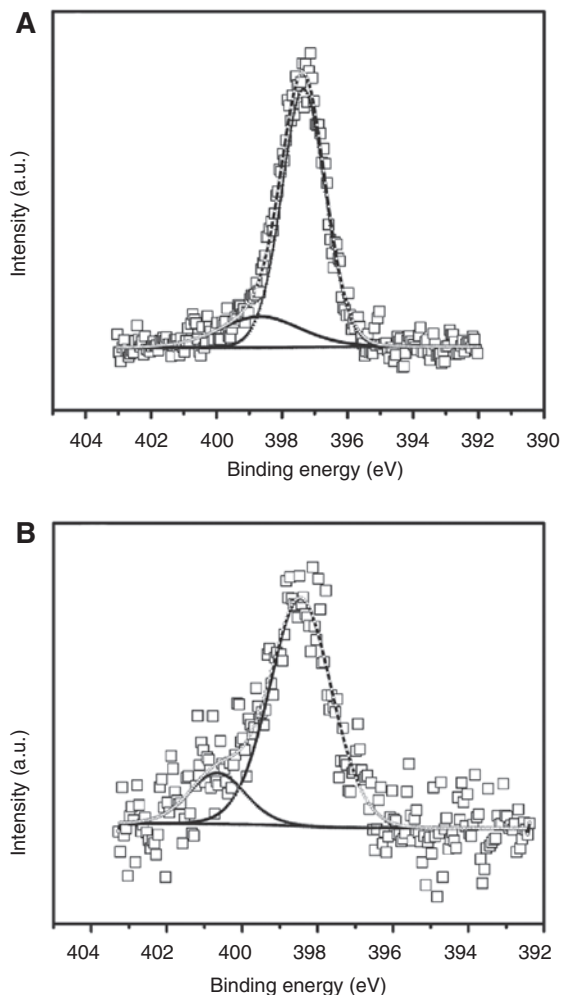 A
Intensity (a.u.)
404 402 400 398 396 394 392 390
Binding energy (eV)
B
Intensity (a.u.)
404 402 400 398 396 394 392
Binding energy (eV)